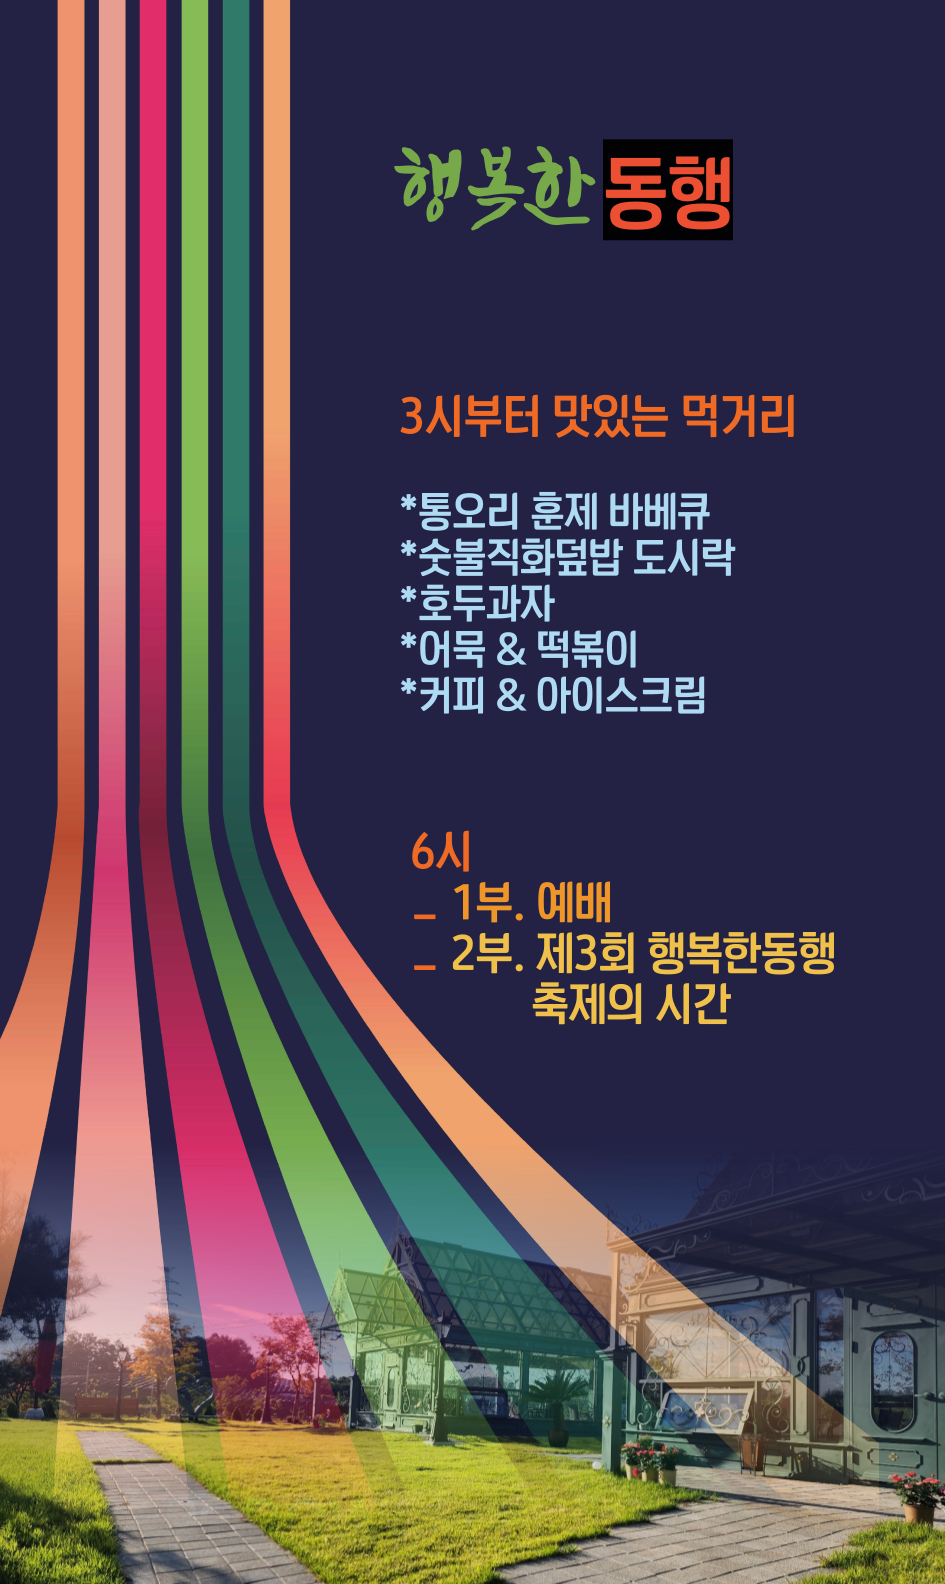 행복한 동행
3시부터 맛있는 먹거리
*통오리 훈제 바베큐
*숯불직화덮밥 도시락
*호두과자
*어묵 & 떡볶이
*커피 & 아이스크림
6시
_ 1부. 예배
_ 2부. 제3회 행복한동행
축제의 시간